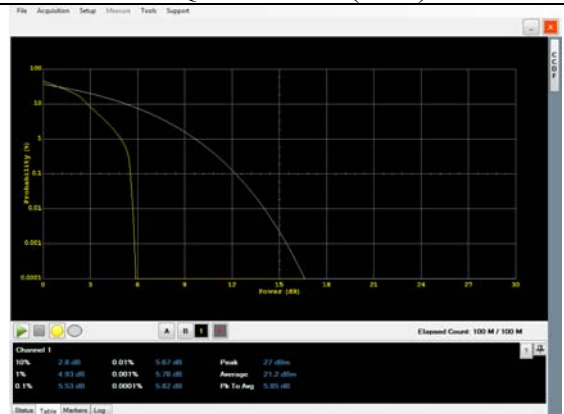 File Acquisition Setup Measure Tools Support
CCDF
100
10
1
0.1
0.01
0.001
0.0001
Probability (%)
0 3 6 9 12 15 18 21 24 27 30
Power (dB)
A B 1
Elapsed Count: 100 M / 100 M
Channel 1
10% 2.8 dB 0.01% 5.67 dB Peak 27 dBm
1% 4.93 dB 0.001% 5.78 dB Average 21.2 dBm
0.1% 5.53 dB 0.0001% 5.82 dB Pk To Avg 5.85 dB
Status Table Markers Log